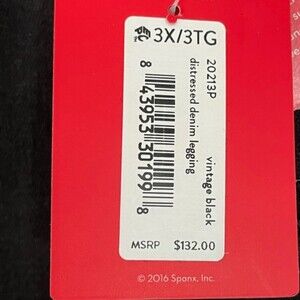 3X/3TG
20213P
vintage black
distressed denim legging
8 43953 30199 8
MSRP $132.00
© 2016 Spanx, Inc.